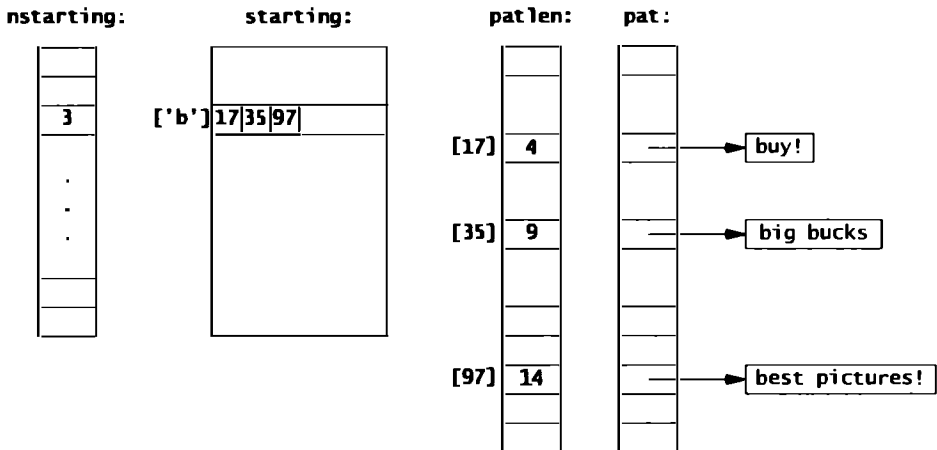 nstarting: starting: patlen: pat:
3 ['b'] 17 35 97
[17] 4 buy!
[35] 9 big bucks
[97] 14 best pictures!